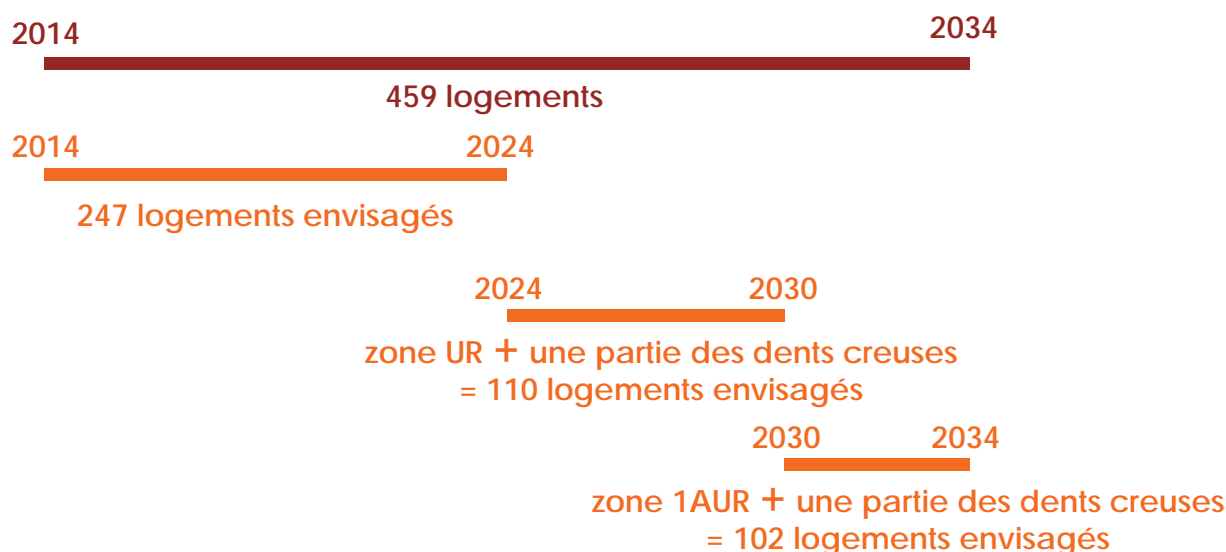 2014 2034
459 logements
2014 2024
247 logements envisagés
2024 2030
zone UR + une partie des dents creuses
= 110 logements envisagés
2030 2034
zone 1AUR + une partie des dents creuses
= 102 logements envisagés